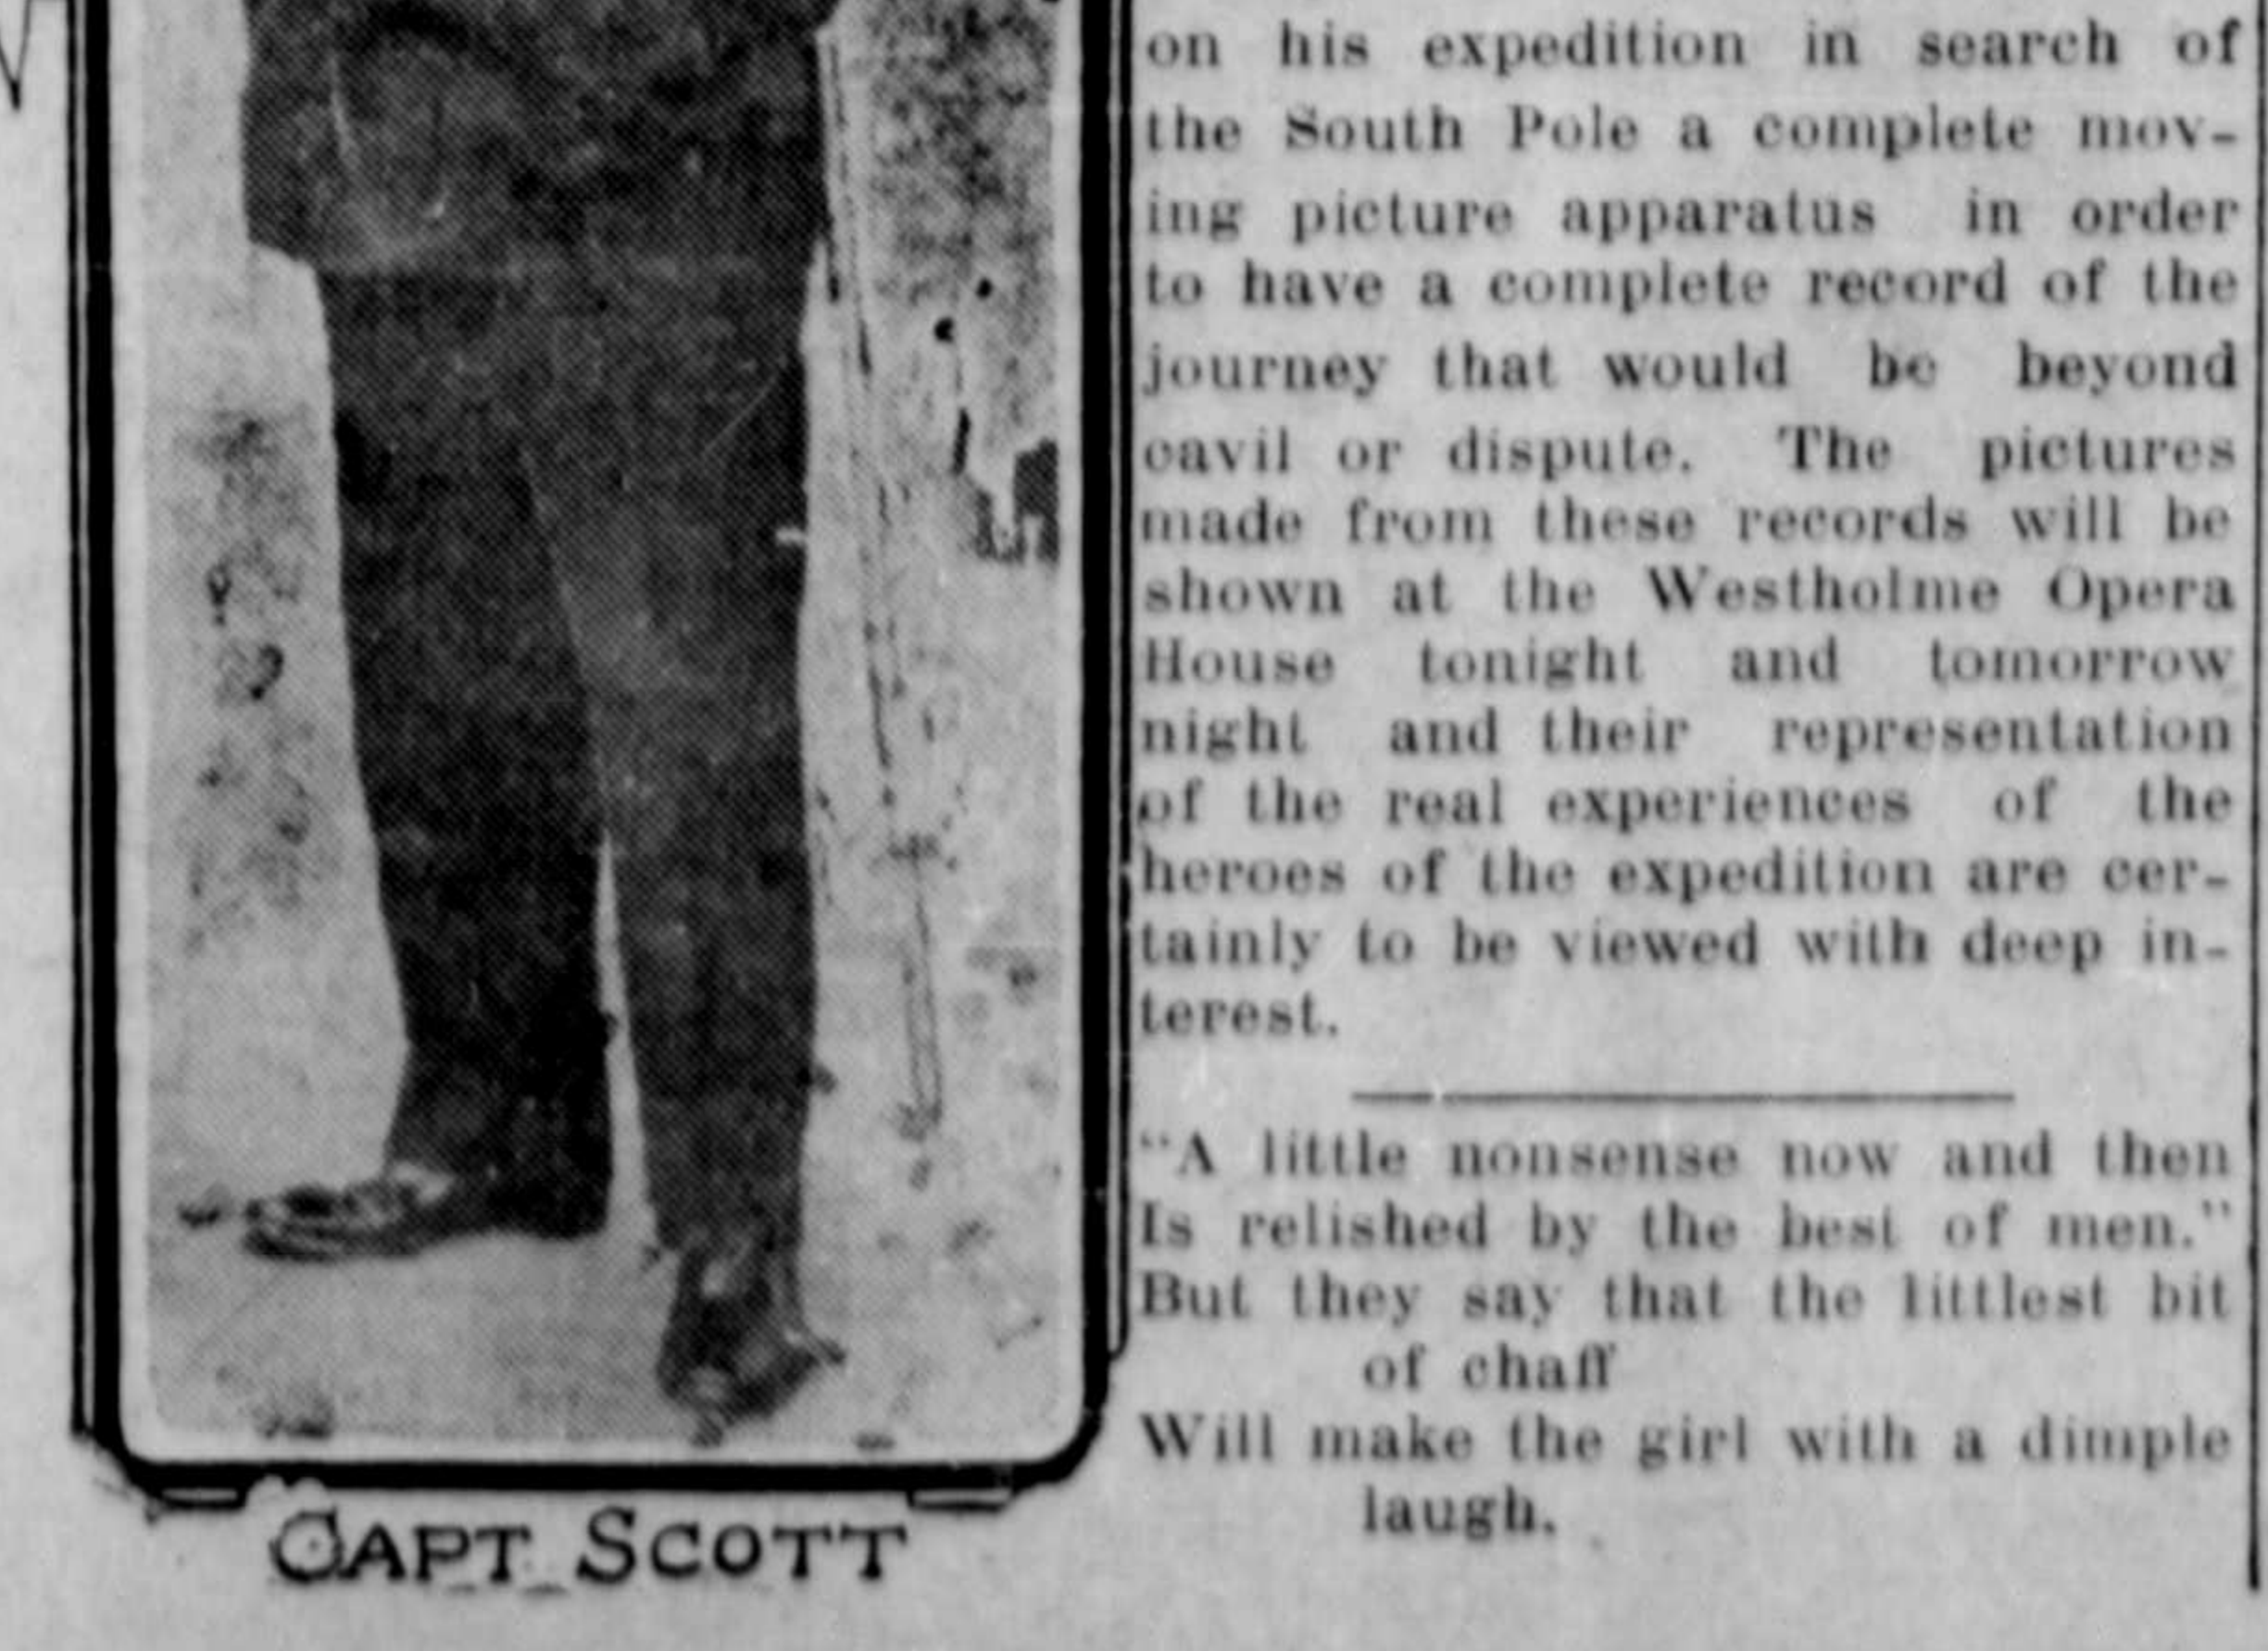 on his expedition in search of
the South Pole a complete mov-
ing picture apparatus in order
to have a complete record of the
journey that would be beyond
cavil or dispute. The pictures
made from these records will be
shown at the Westholme Opera
House tonight and tomorrow
night and their representation
of the real experiences of the
heroes of the expedition are cer-
tainly to be viewed with deep in-
terest.
"A little nonsense now and then
Is relished by the best of men."
But they say that the littlest bit
of chaff
Will make the girl with a dimple
laugh.
CAPT SCOTT